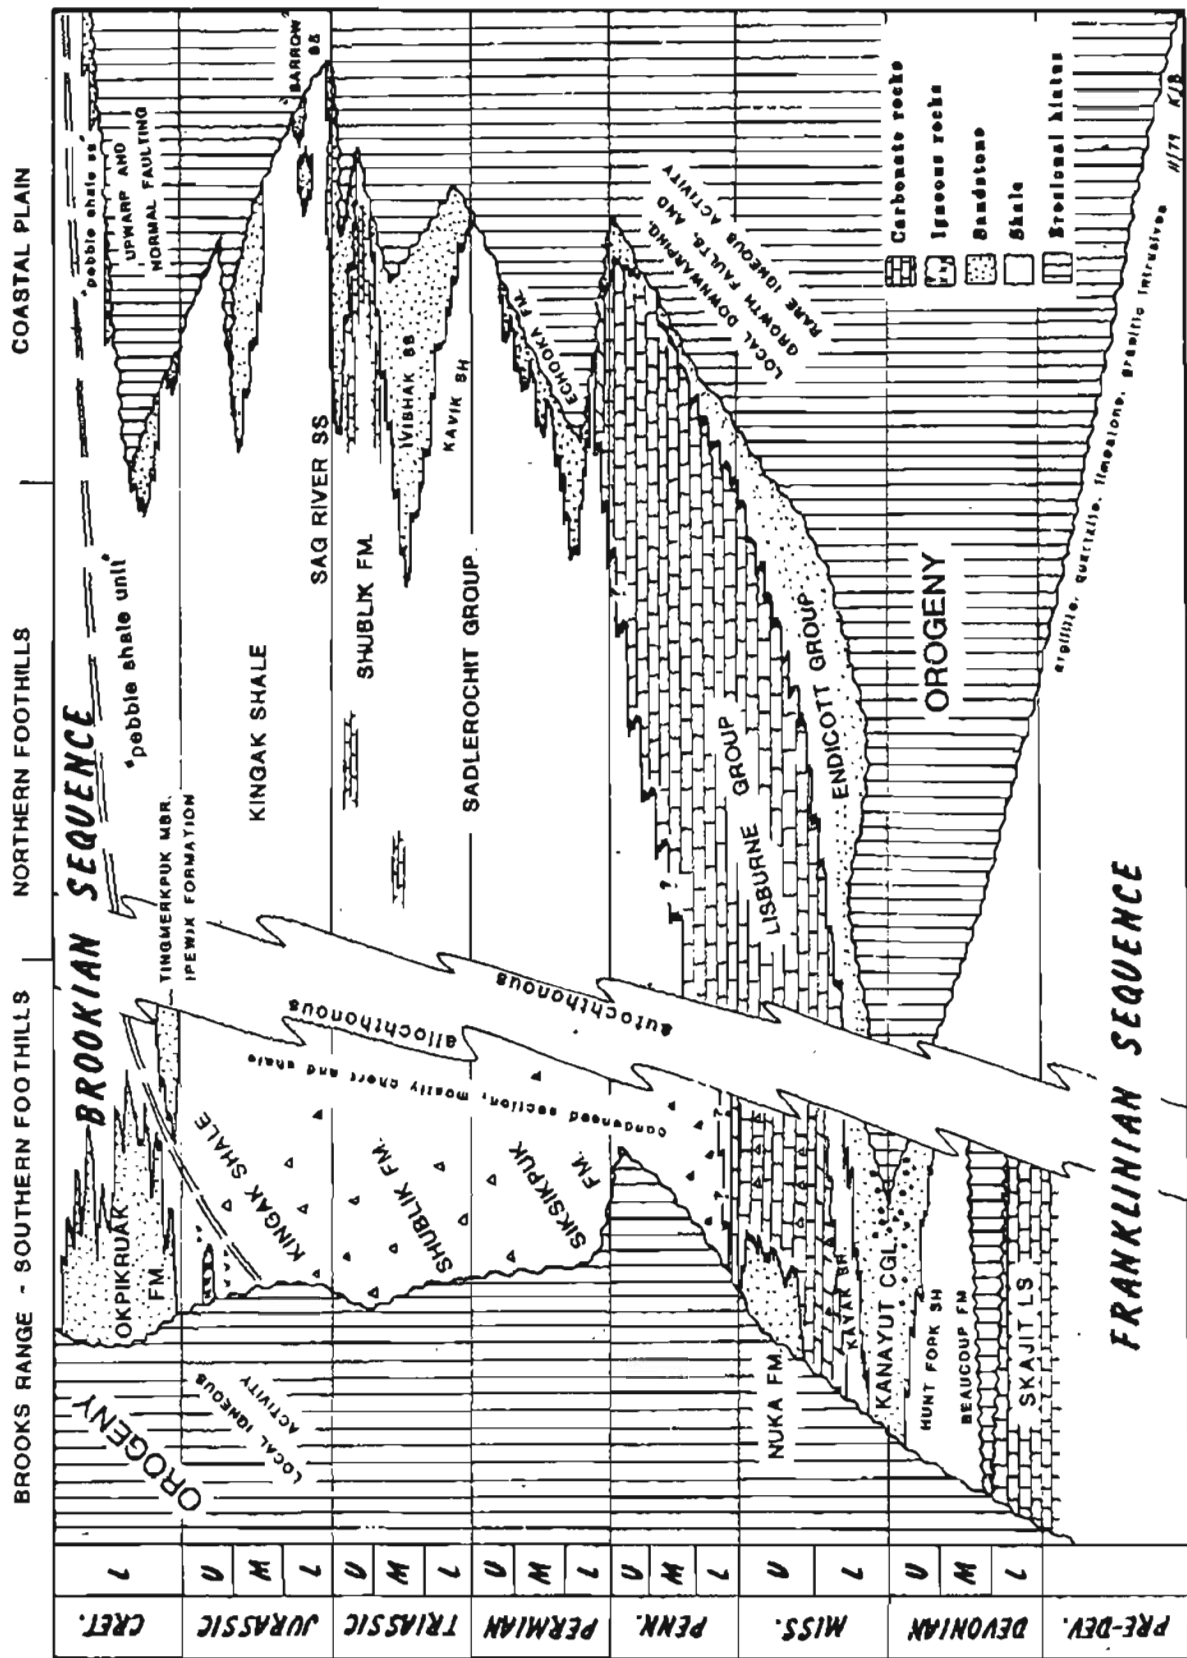 BROOKS RANGE - SOUTHERN FOOTHILLS
NORTHERN FOOTHILLS
COASTAL PLAIN
CRET.
L
JURASSIC
U
M
L
TRIASSIC
U
M
L
PERMIAN
U
M
L
PENN.
U
M
L
MISS.
U
L
DEVONIAN
U
M
L
PRE-DEV.
BROOKIAN SEQUENCE
OROGENY
LOCAL IGNEOUS
ACTIVITY
OKPIKRUAK
FM
TINGMERKPUK MBR.
IPEWIK FORMATION
"pebble shale unit"
"pebble shale ss"
UPWARP AND
NORMAL FAULTING
BARROW
SS
KINGAK SHALE
KINGAK SHALE
SAG RIVER SS
SHUBLIK FM.
SHUBLIK FM.
IVISHAK SS
KAVIK SH
SADLEROCHIT GROUP
SIKSIKPUK
FM.
ECHOOKA FM.
allochthonous
autochthonous
condensed section, mostly chert and shale
?
?
?
LISBURNE GROUP
ENDICOTT GROUP
LOCAL DOWNWARPING,
GROWTH FAULTS, AND
RARE IGNEOUS ACTIVITY
NUKA FM.
KAYAK SH
KANAYUT CGL
HUNT FORK SH
BEAUCOUP FM
SKAJIT LS
OROGENY
Carbonate rocks
Igneous rocks
Sandstone
Shale
Erosional hiatus
argillite, quartzite, limestone, granitic intrusives
FRANKLINIAN SEQUENCE
11/79 KJB